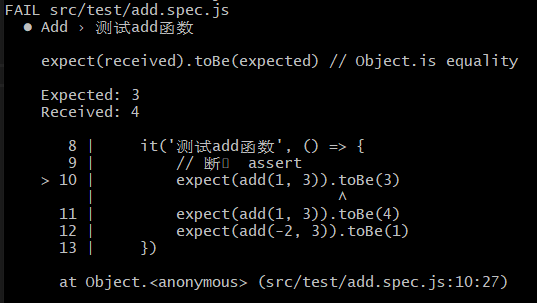 FAIL src/test/add.spec.js
● Add › 测试add函数
expect(received).toBe(expected) // Object.is equality
Expected: 3
Received: 4
8 | it('测试add函数', () => {
9 | // 断 assert
> 10 | expect(add(1, 3)).toBe(3)
| ^
11 | expect(add(1, 3)).toBe(4)
12 | expect(add(-2, 3)).toBe(1)
13 | })
at Object.<anonymous> (src/test/add.spec.js:10:27)